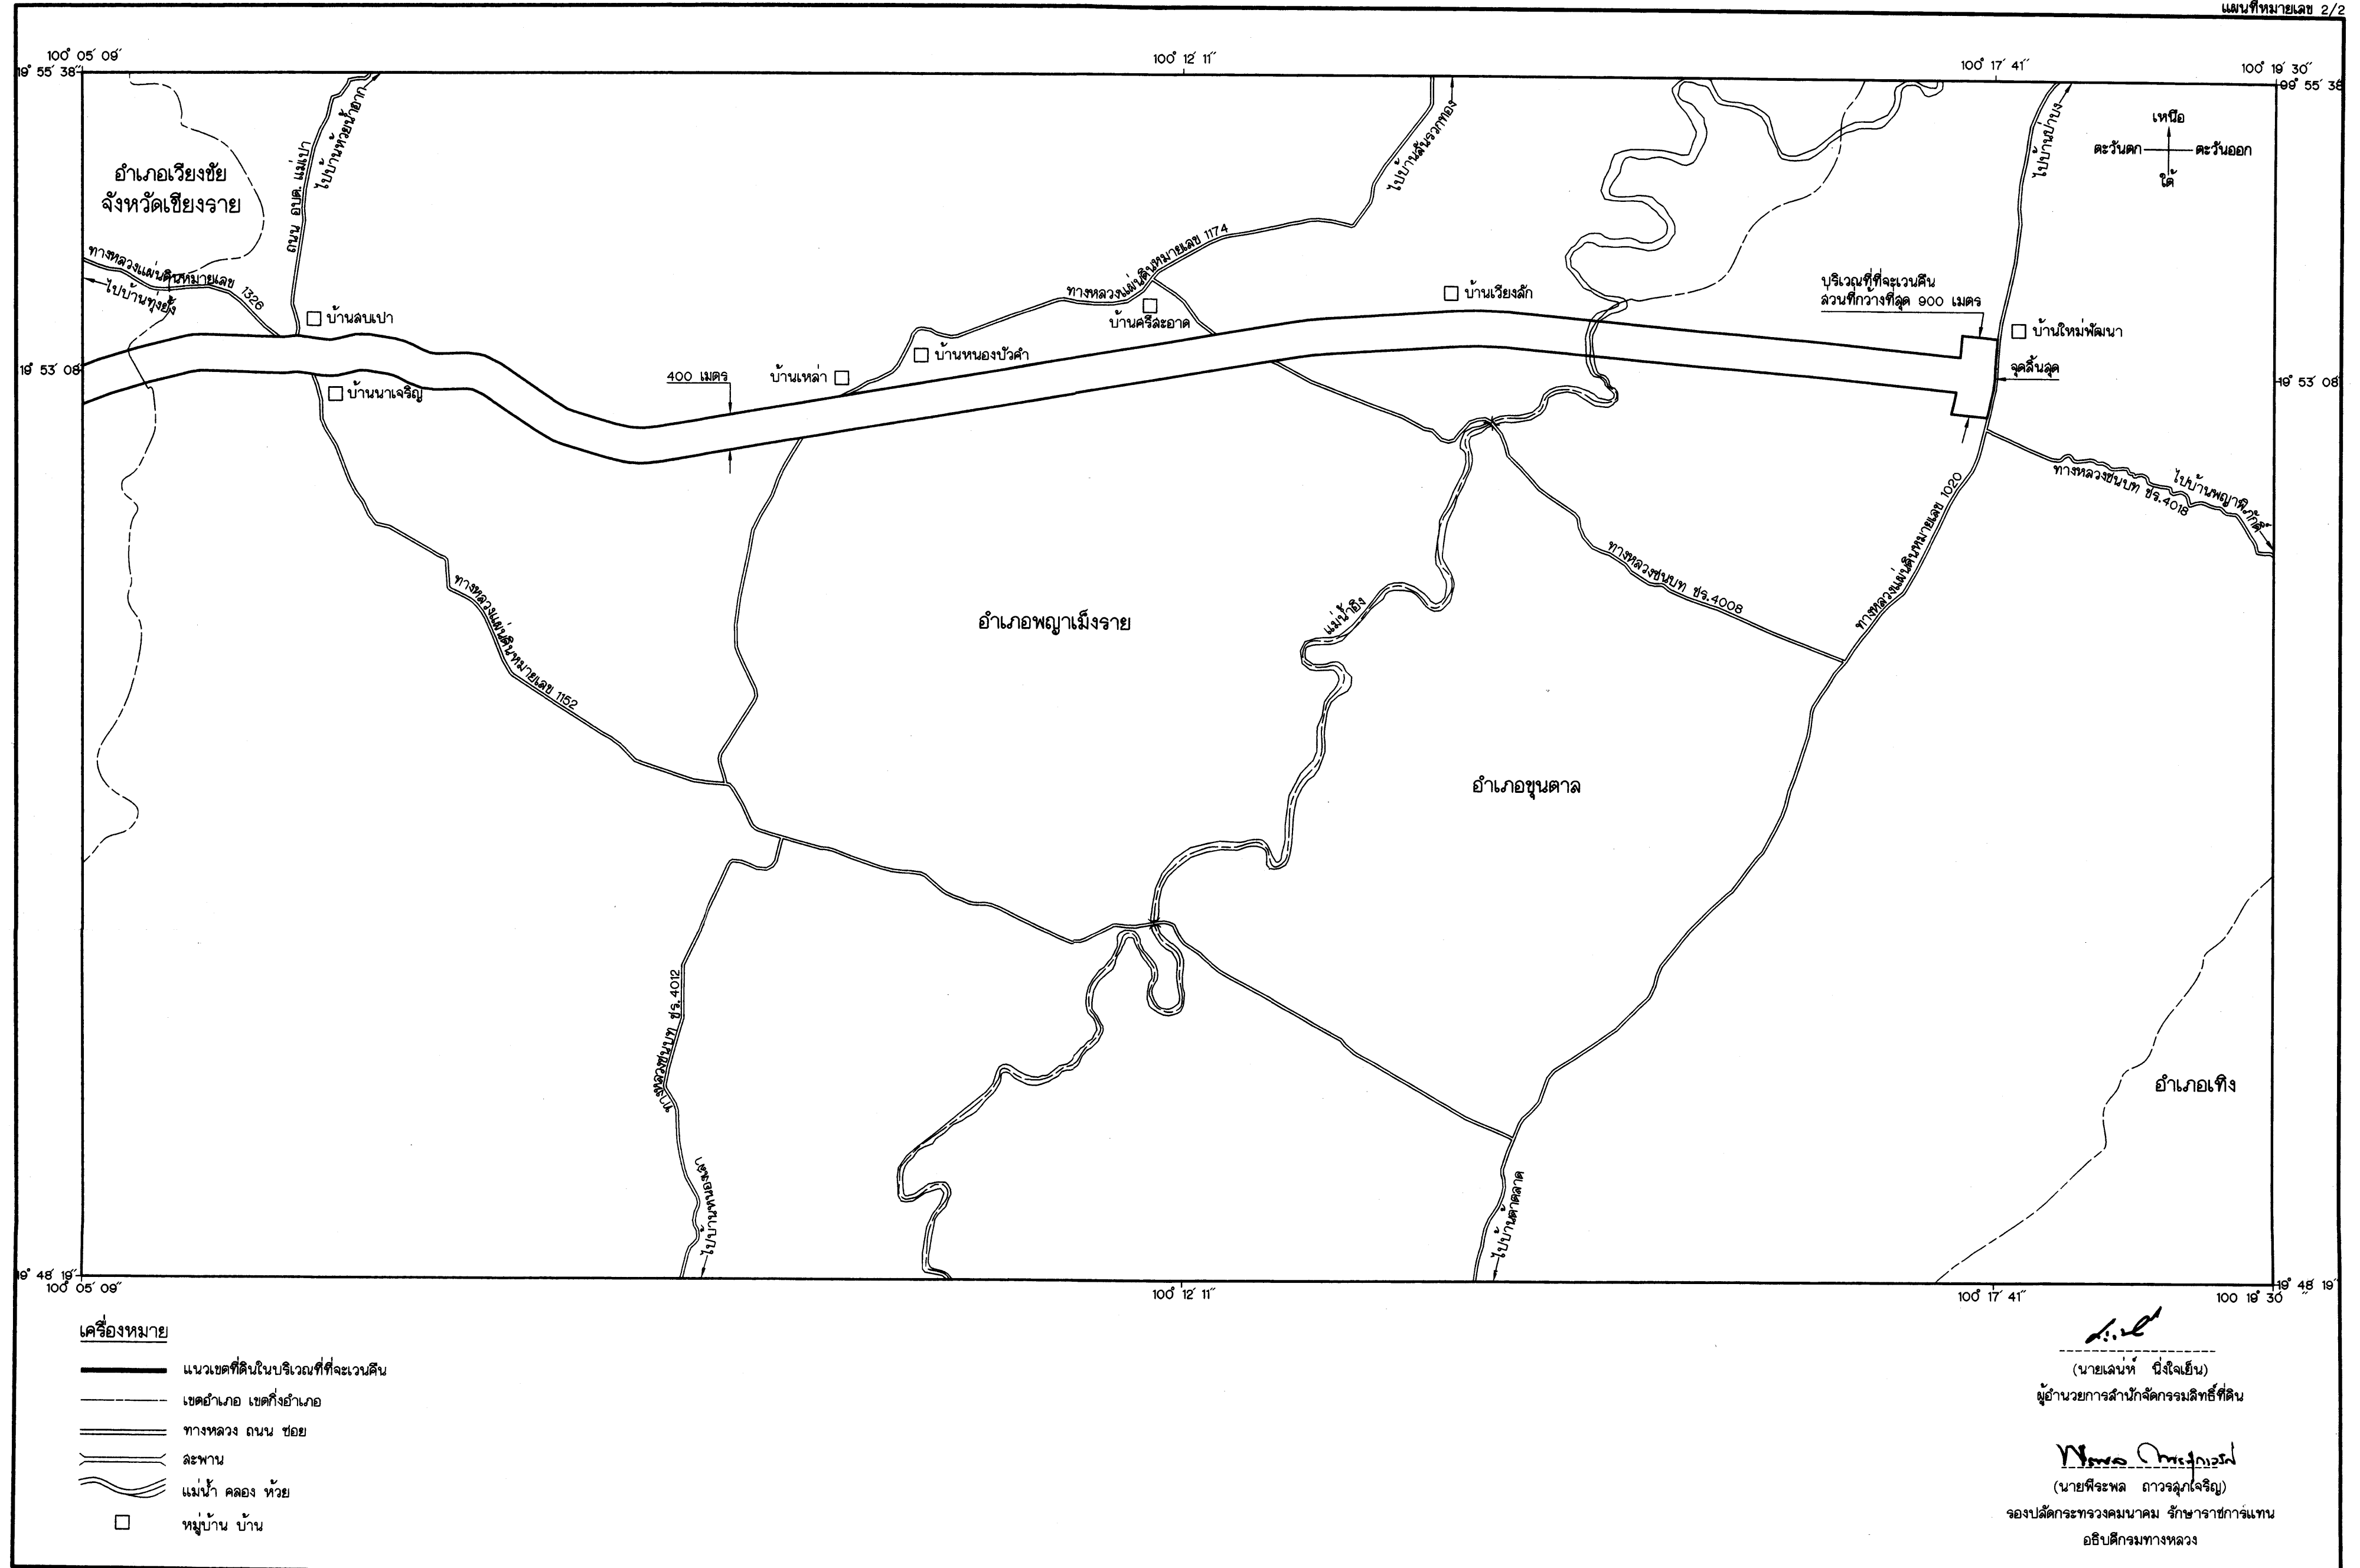 แผนที่หมายเลข 2/2
100° 05′ 09″
100° 12′ 11″
100° 17′ 41″
100° 19′ 30″
19° 55′ 38″
99° 55′ 38
เหนือ
ตะวันตก
ตะวันออก
ใต้
อำเภอเวียงชัย
จังหวัดเชียงราย
ถนน อบต. แม่เปา
ไปบ้านห้วยน้ำฮาก
ไปบ้านสันรวกทอง
ไปบ้านป่าบง
ทางหลวงแผ่นดินหมายเลข 1326
ไปบ้านทุ่งยั้ง
ทางหลวงแผ่นดินหมายเลข 1174
บ้านสบเปา
บ้านศรีสะอาด
บ้านเวียงสัก
บริเวณที่ที่จะเวนคืน
ส่วนที่กว้างที่สุด 900 เมตร
บ้านใหม่พัฒนา
จุดสิ้นสุด
19° 53′ 08″
19° 53′ 08″
บ้านหนองบัวคำ
บ้านเหล่า
400 เมตร
บ้านนาเจริญ
ทางหลวงชนบท ชร.4018
ไปบ้านพญาพิภักดิ์
ทางหลวงแผ่นดินหมายเลข 1020
ทางหลวงชนบท ชร.4008
ทางหลวงแผ่นดินหมายเลข 1152
อำเภอพญาเม็งราย
แม่น้ำอิง
อำเภอขุนตาล
ทางหลวงชนบท ชร.4012
อำเภอเทิง
ไปบ้านต้าตลาด
19° 48′ 19″
19° 48′ 19″
100° 05′ 09″
100° 12′ 11″
100° 17′ 41″
100 19° 30″
เครื่องหมาย
แนวเขตที่ดินในบริเวณที่ที่จะเวนคืน
เขตอำเภอ เขตกิ่งอำเภอ
ทางหลวง ถนน ซอย
สะพาน
แม่น้ำ คลอง ห้วย
หมู่บ้าน บ้าน
(นายเสน่ห์ นิ่งใจเย็น)
ผู้อำนวยการสำนักจัดกรรมสิทธิ์ที่ดิน
(นายพีระพล ถาวรสุภเจริญ)
รองปลัดกระทรวงคมนาคม รักษาราชการแทน
อธิบดีกรมทางหลวง